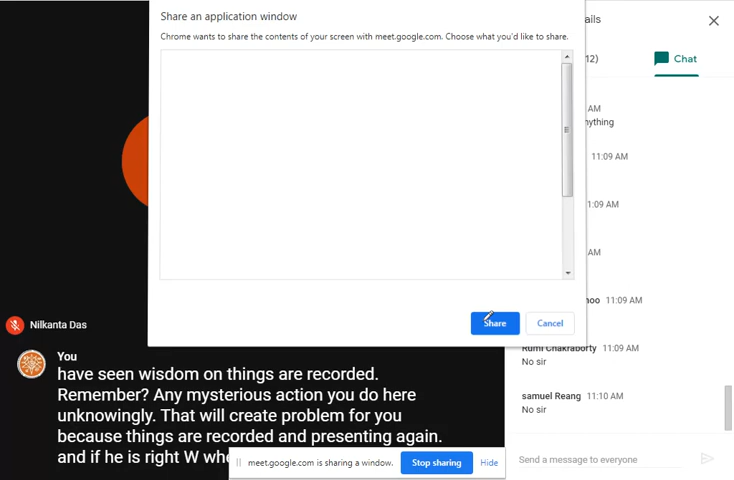 Share an application window
ails
Chrome wants to share the contents of your screen with meet.google.com. Choose what you'd like to share.
12)
Chat
AM
nything
11:09 AM
1:09 AM
AM
11:09 AM
Share
Cancel
Nilkanta Das
Rumi Chakraborty
11:09 AM
No sir
You
have seen wisdom on things are recorded.
Remember? Any mysterious action you do here
unknowingly. That will create problem for you
because things are recorded and presenting again.
and if he is right W whe
samuel Reang
11:10 AM
No sir
meet.google.com is sharing a window.
Stop sharing
Hide
Send a message to everyone